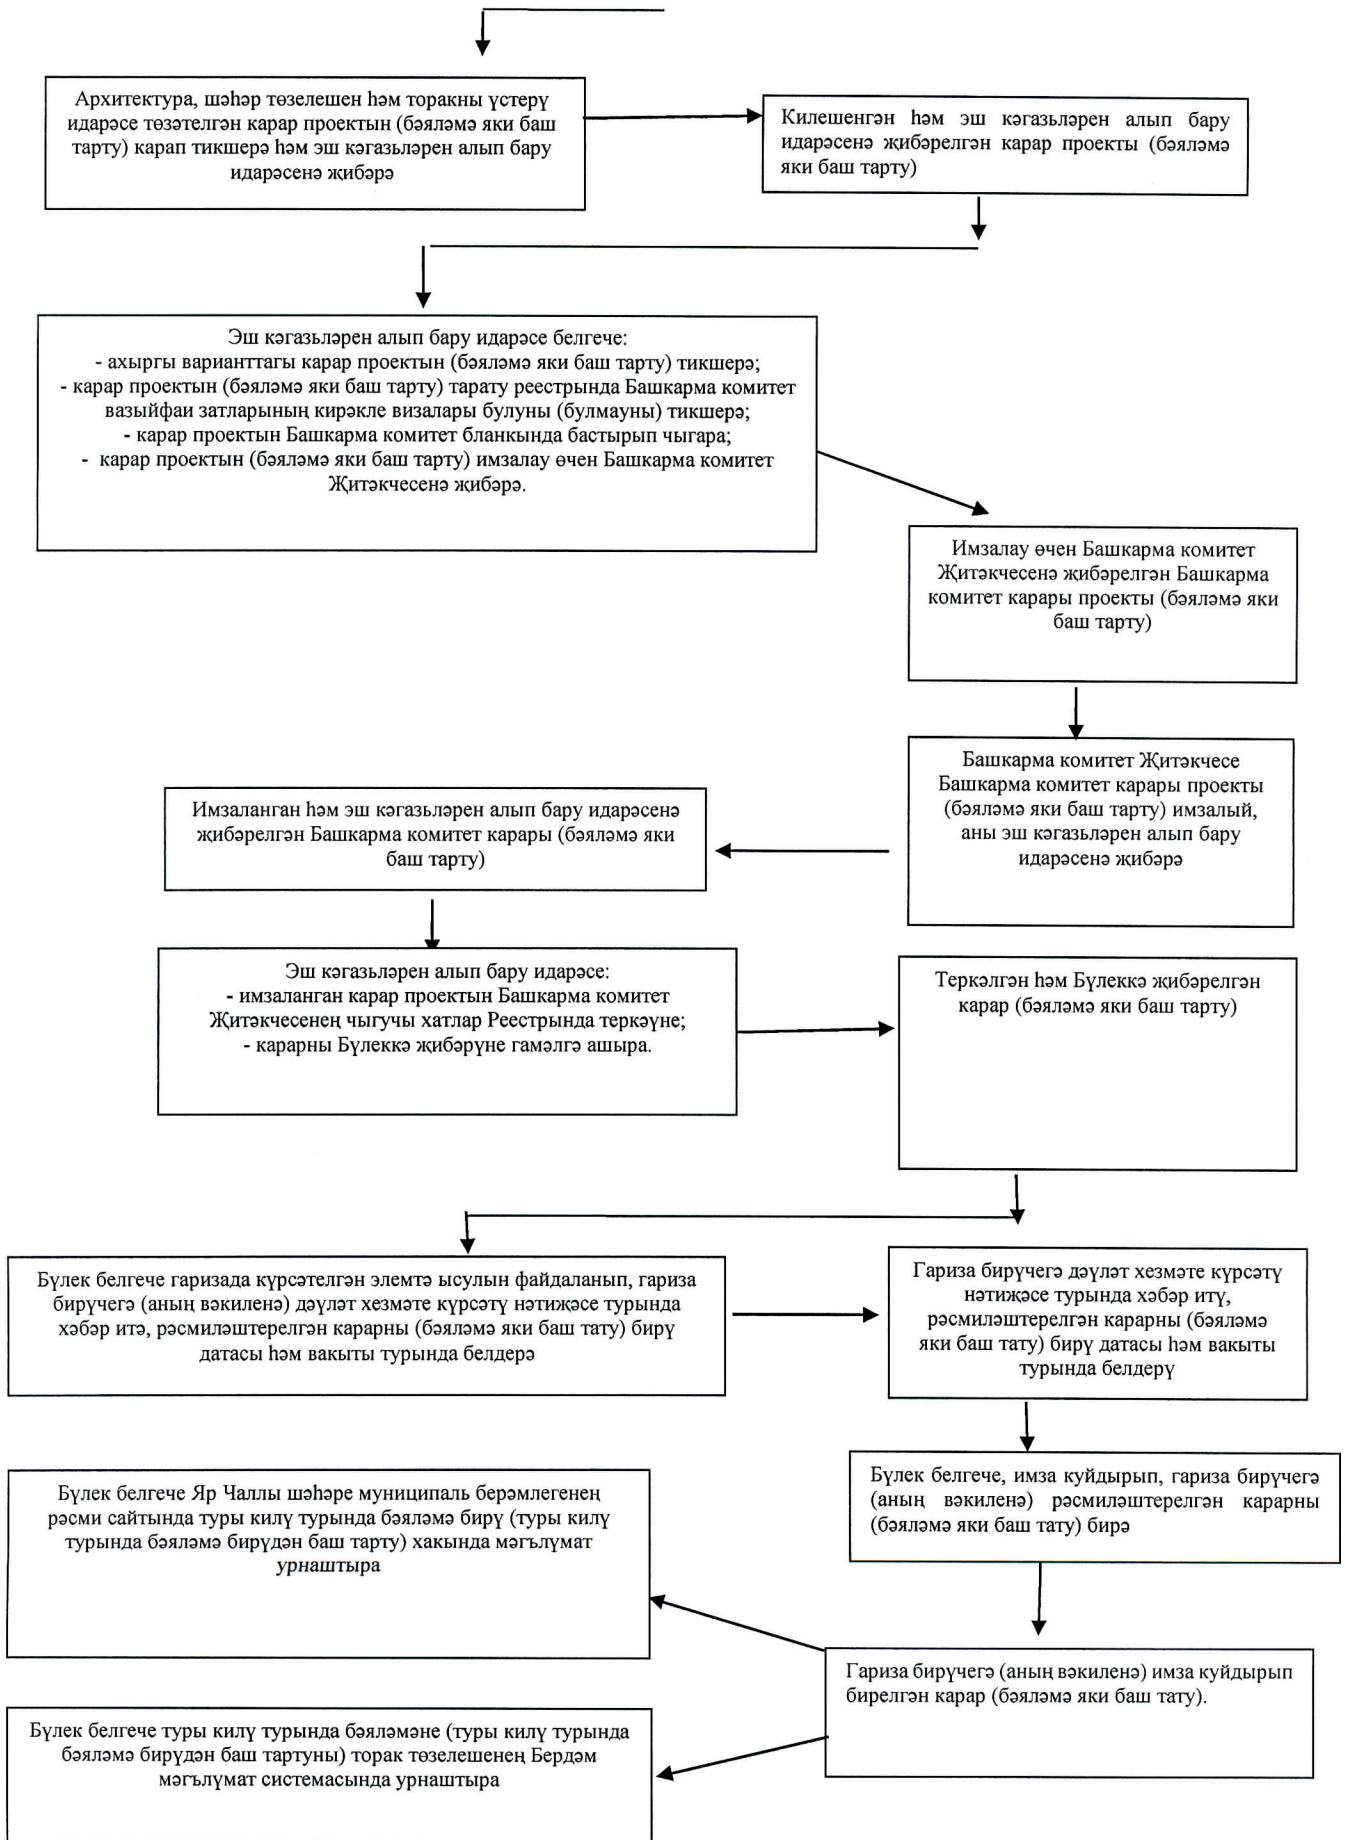 Архитектура, шәһәр төзелешен һәм торакны үстерү
идарәсе төзәтелгән карар проектын (бәяләмә яки баш
тарту) карап тикшерә һәм эш кәгазьләрен алып бару
идарәсенә җибәрә
Килешенгән һәм эш кәгазьләрен алып бару
идарәсенә җибәрелгән карар проекты (бәяләмә
яки баш тарту)
Эш кәгазьләрен алып бару идарәсе белгече:
- ахыргы варианттагы карар проектын (бәяләмә яки баш тарту) тикшерә;
- карар проектын (бәяләмә яки баш тарту) тарату реестрында Башкарма комитет
вазыйфаи затларының кирәкле визалары булуны (булмауны) тикшерә;
- карар проектын Башкарма комитет бланкында бастырып чыгара;
- карар проектын (бәяләмә яки баш тарту) имзалау өчен Башкарма комитет
Җитәкчесенә җибәрә.
Имзалау өчен Башкарма комитет
Җитәкчесенә җибәрелгән Башкарма
комитет карары проекты (бәяләмә яки
баш тарту)
Башкарма комитет Җитәкчесе
Башкарма комитет карары проекты
(бәяләмә яки баш тарту) имзалый,
аны эш кәгазьләрен алып бару
идарәсенә җибәрә
Имзаланган һәм эш кәгазьләрен алып бару идарәсенә
җибәрелгән Башкарма комитет карары (бәяләмә яки
баш тарту)
Эш кәгазьләрен алып бару идарәсе:
- имзаланган карар проектын Башкарма комитет
Җитәкчесенең чыгучы хатлар Реестрында теркәүне;
- карарны Бүлеккә җибәрүне гамәлгә ашыра.
Теркәлгән һәм Бүлеккә җибәрелгән
карар (бәяләмә яки баш тарту)
Бүлек белгече гаризада күрсәтелгән элемтә ысулын файдаланып, гариза
бирүчегә (аның вәкиленә) дәүләт хезмәте күрсәтү нәтиҗәсе турында
хәбәр итә, рәсмиләштерелгән карарны (бәяләмә яки баш тату) бирү
датасы һәм вакыты турында белдерә
Гариза бирүчегә дәүләт хезмәте күрсәтү
нәтиҗәсе турында хәбәр итү,
рәсмиләштерелгән карарны (бәяләмә
яки баш тату) бирү датасы һәм вакыты
турында белдерү
Бүлек белгече, имза куйдырып, гариза бирүчегә
(аның вәкиленә) рәсмиләштерелгән карарны
(бәяләмә яки баш тату) бирә
Бүлек белгече Яр Чаллы шәһәре муниципаль берәмлегенең
рәсми сайтында туры килү турында бәяләмә бирү (туры килү
турында бәяләмә бирүдән баш тарту) хакында мәгълүмат
урнаштыра
Гариза бирүчегә (аның вәкиленә) имза куйдырып
бирелгән карар (бәяләмә яки баш тату).
Бүлек белгече туры килү турында бәяләмәне (туры килү турында
бәяләмә бирүдән баш тартуны) торак төзелешенең Бердәм
мәгълүмат системасында урнаштыра